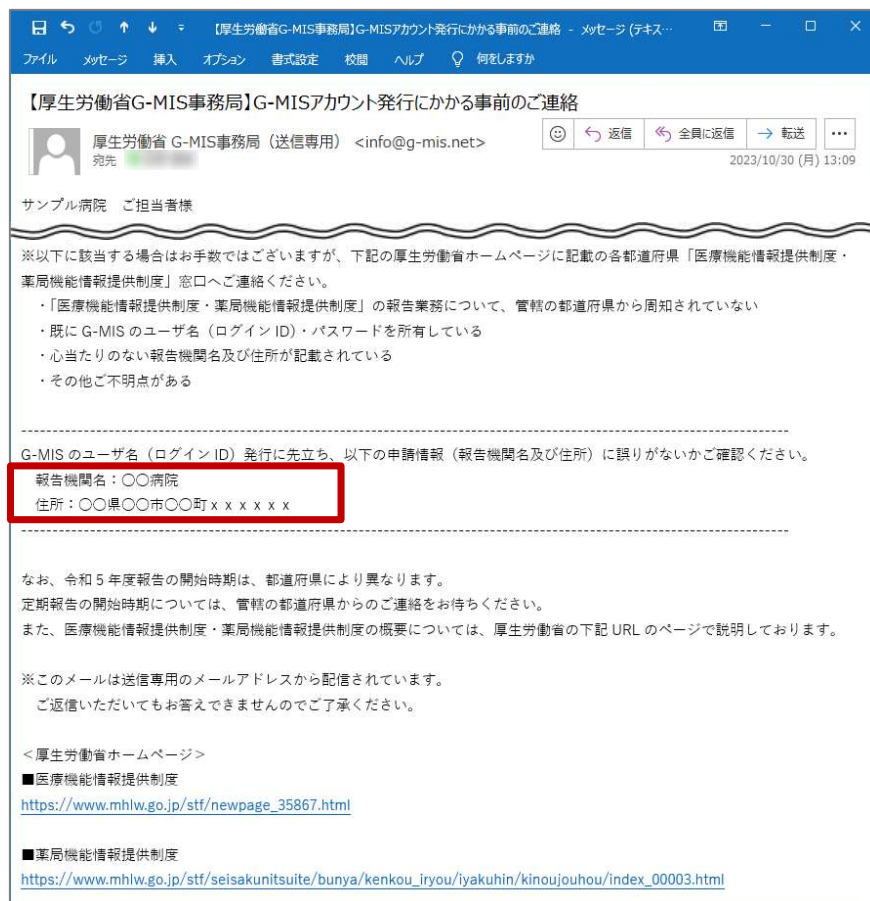 【厚生労働省G-MIS事務局】G-MISアカウント発行にかかる事前のご連絡 - メッセージ (テキス…
ファイル メッセージ 挿入 オプション 書式設定 校閲 ヘルプ 何をしますか
【厚生労働省G-MIS事務局】G-MISアカウント発行にかかる事前のご連絡
厚生労働省 G-MIS事務局（送信専用） <info@g-mis.net>
返信 全員に返信 転送 …
宛先
2023/10/30 (月) 13:09
サンプル病院 ご担当者様
※以下に該当する場合はお手数ではございますが、下記の厚生労働省ホームページに記載の各都道府県「医療機能情報提供制度・
薬局機能情報提供制度」窓口へご連絡ください。
・「医療機能情報提供制度・薬局機能情報提供制度」の報告業務について、管轄の都道府県から周知されていない
・既に G-MIS のユーザ名（ログイン ID）・パスワードを所有している
・心当たりのない報告機関名及び住所が記載されている
・その他ご不明点がある
--------------------------------------------------------------------------------
G-MIS のユーザ名（ログイン ID）発行に先立ち、以下の申請情報（報告機関名及び住所）に誤りがないかご確認ください。
報告機関名：〇〇病院
住所：〇〇県〇〇市〇〇町ｘｘｘｘｘｘ
--------------------------------------------------------------------------------
なお、令和５年度報告の開始時期は、都道府県により異なります。
定期報告の開始時期については、管轄の都道府県からのご連絡をお待ちください。
また、医療機能情報提供制度・薬局機能情報提供制度の概要については、厚生労働省の下記 URL のページで説明しております。
※このメールは送信専用のメールアドレスから配信されています。
ご返信いただいてもお答えできませんのでご了承ください。
＜厚生労働省ホームページ＞
■医療機能情報提供制度
https://www.mhlw.go.jp/stf/newpage_35867.html
■薬局機能情報提供制度
https://www.mhlw.go.jp/stf/seisakunitsuite/bunya/kenkou_iryou/iyakuhin/kinoujouhou/index_00003.html